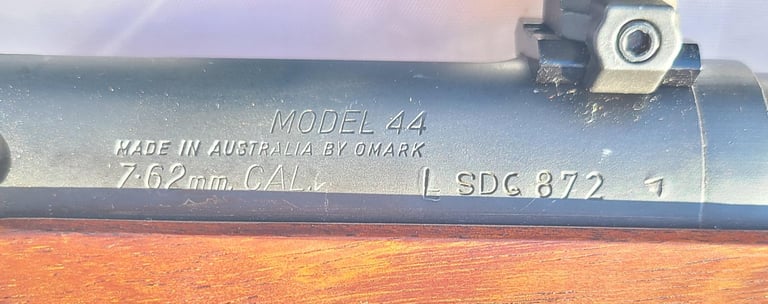 MODEL 44
MADE IN AUSTRALIA BY OMARK
7·62mm. CAL.
L SDG 872